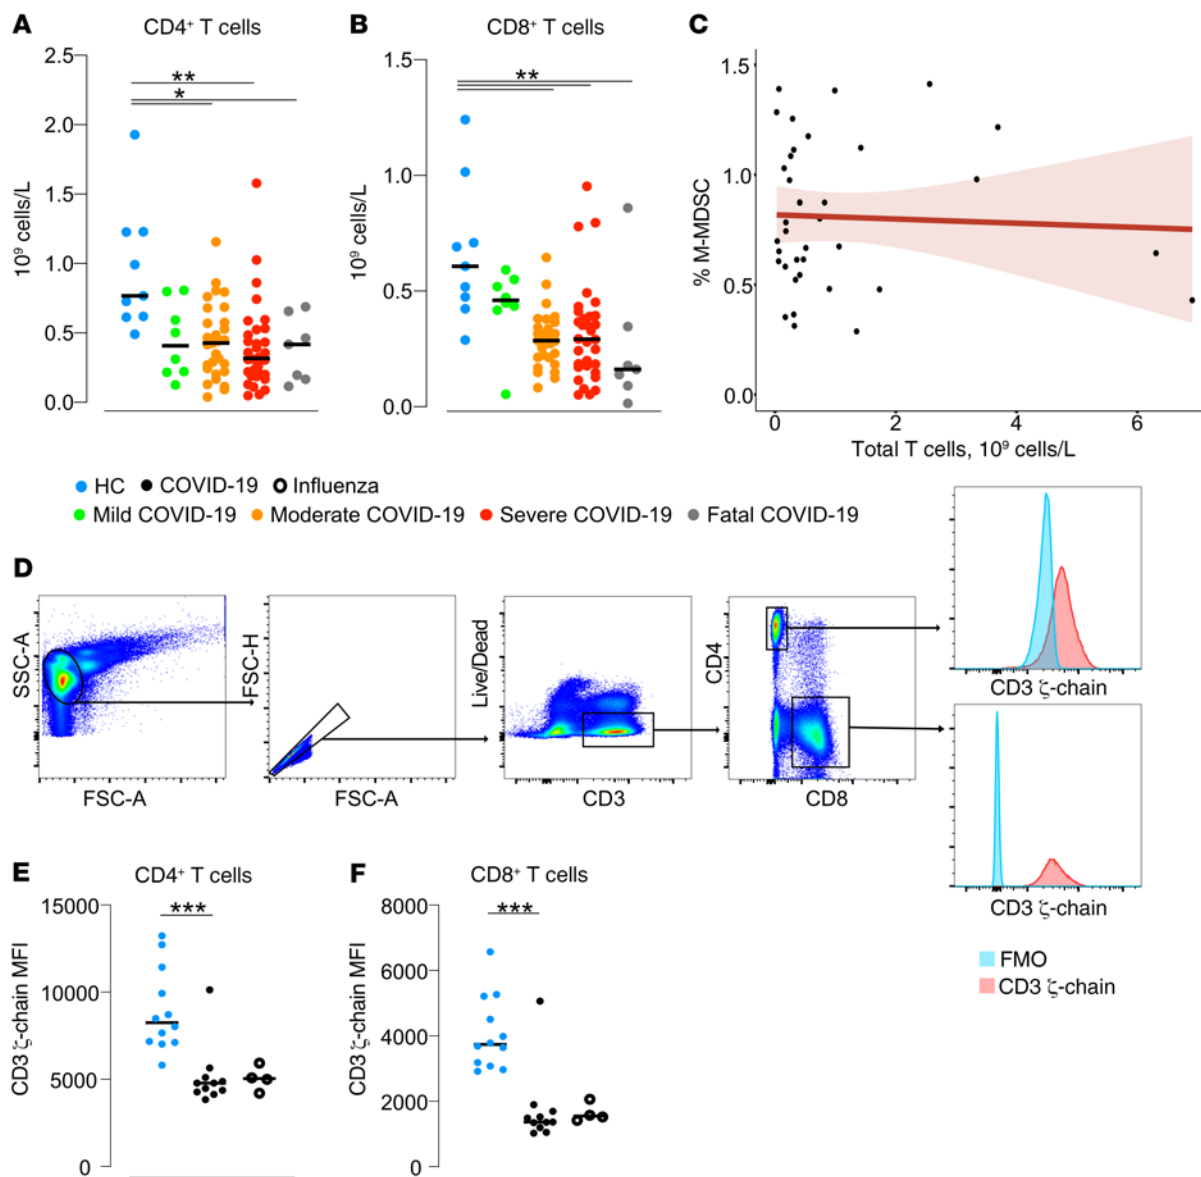 A CD4⁺ T cells
10⁹ cells/L
2.5
2.0
1.5
1.0
0.5
0.0
**
*
B CD8⁺ T cells
10⁹ cells/L
1.5
1.0
0.5
0.0
**
C
% M-MDSC
1.5
1.0
0.5
0.0
0 2 4 6
Total T cells, 10⁹ cells/L
HC COVID-19 Influenza
Mild COVID-19 Moderate COVID-19 Severe COVID-19 Fatal COVID-19
D
SSC-A
FSC-A
FSC-H
FSC-A
Live/Dead
CD3
CD4
CD8
CD3 ζ-chain
CD3 ζ-chain
FMO
CD3 ζ-chain
E CD4⁺ T cells
CD3 ζ-chain MFI
15000
10000
5000
0
***
F CD8⁺ T cells
CD3 ζ-chain MFI
8000
6000
4000
2000
0
***